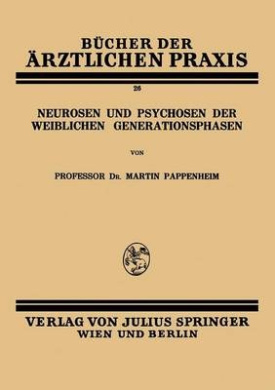 BÜCHER DER
ÄRZTLICHEN PRAXIS
26
NEUROSEN UND PSYCHOSEN DER
WEIBLICHEN GENERATIONSPHASEN
VON
PROFESSOR DR. MARTIN PAPPENHEIM
VERLAG VON JULIUS SPRINGER
WIEN UND BERLIN